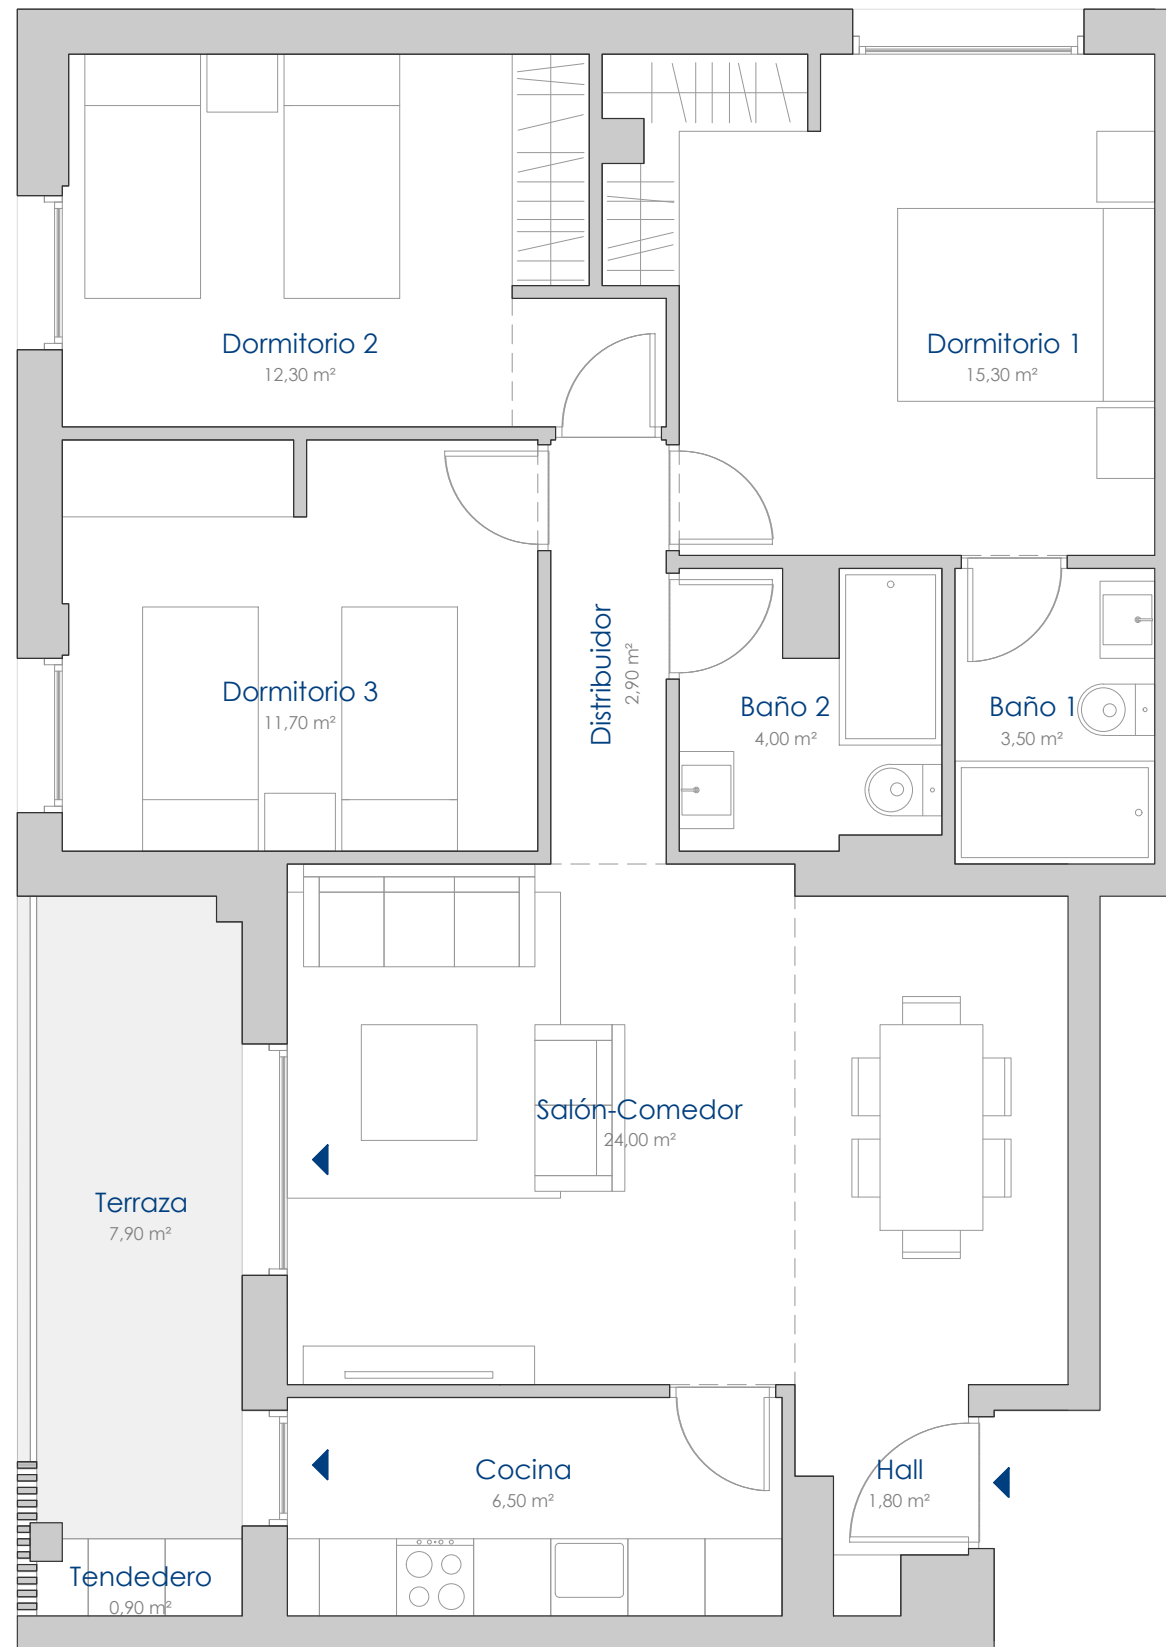 Dormitorio 2
12,30 m²
Dormitorio 1
15,30 m²
Dormitorio 3
11,70 m²
Distribuidor
2,90 m²
Baño 2
4,00 m²
Baño 1
3,50 m²
Salón-Comedor
24,00 m²
Terraza
7,90 m²
Cocina
6,50 m²
Hall
1,80 m²
Tendedero
0,90 m²